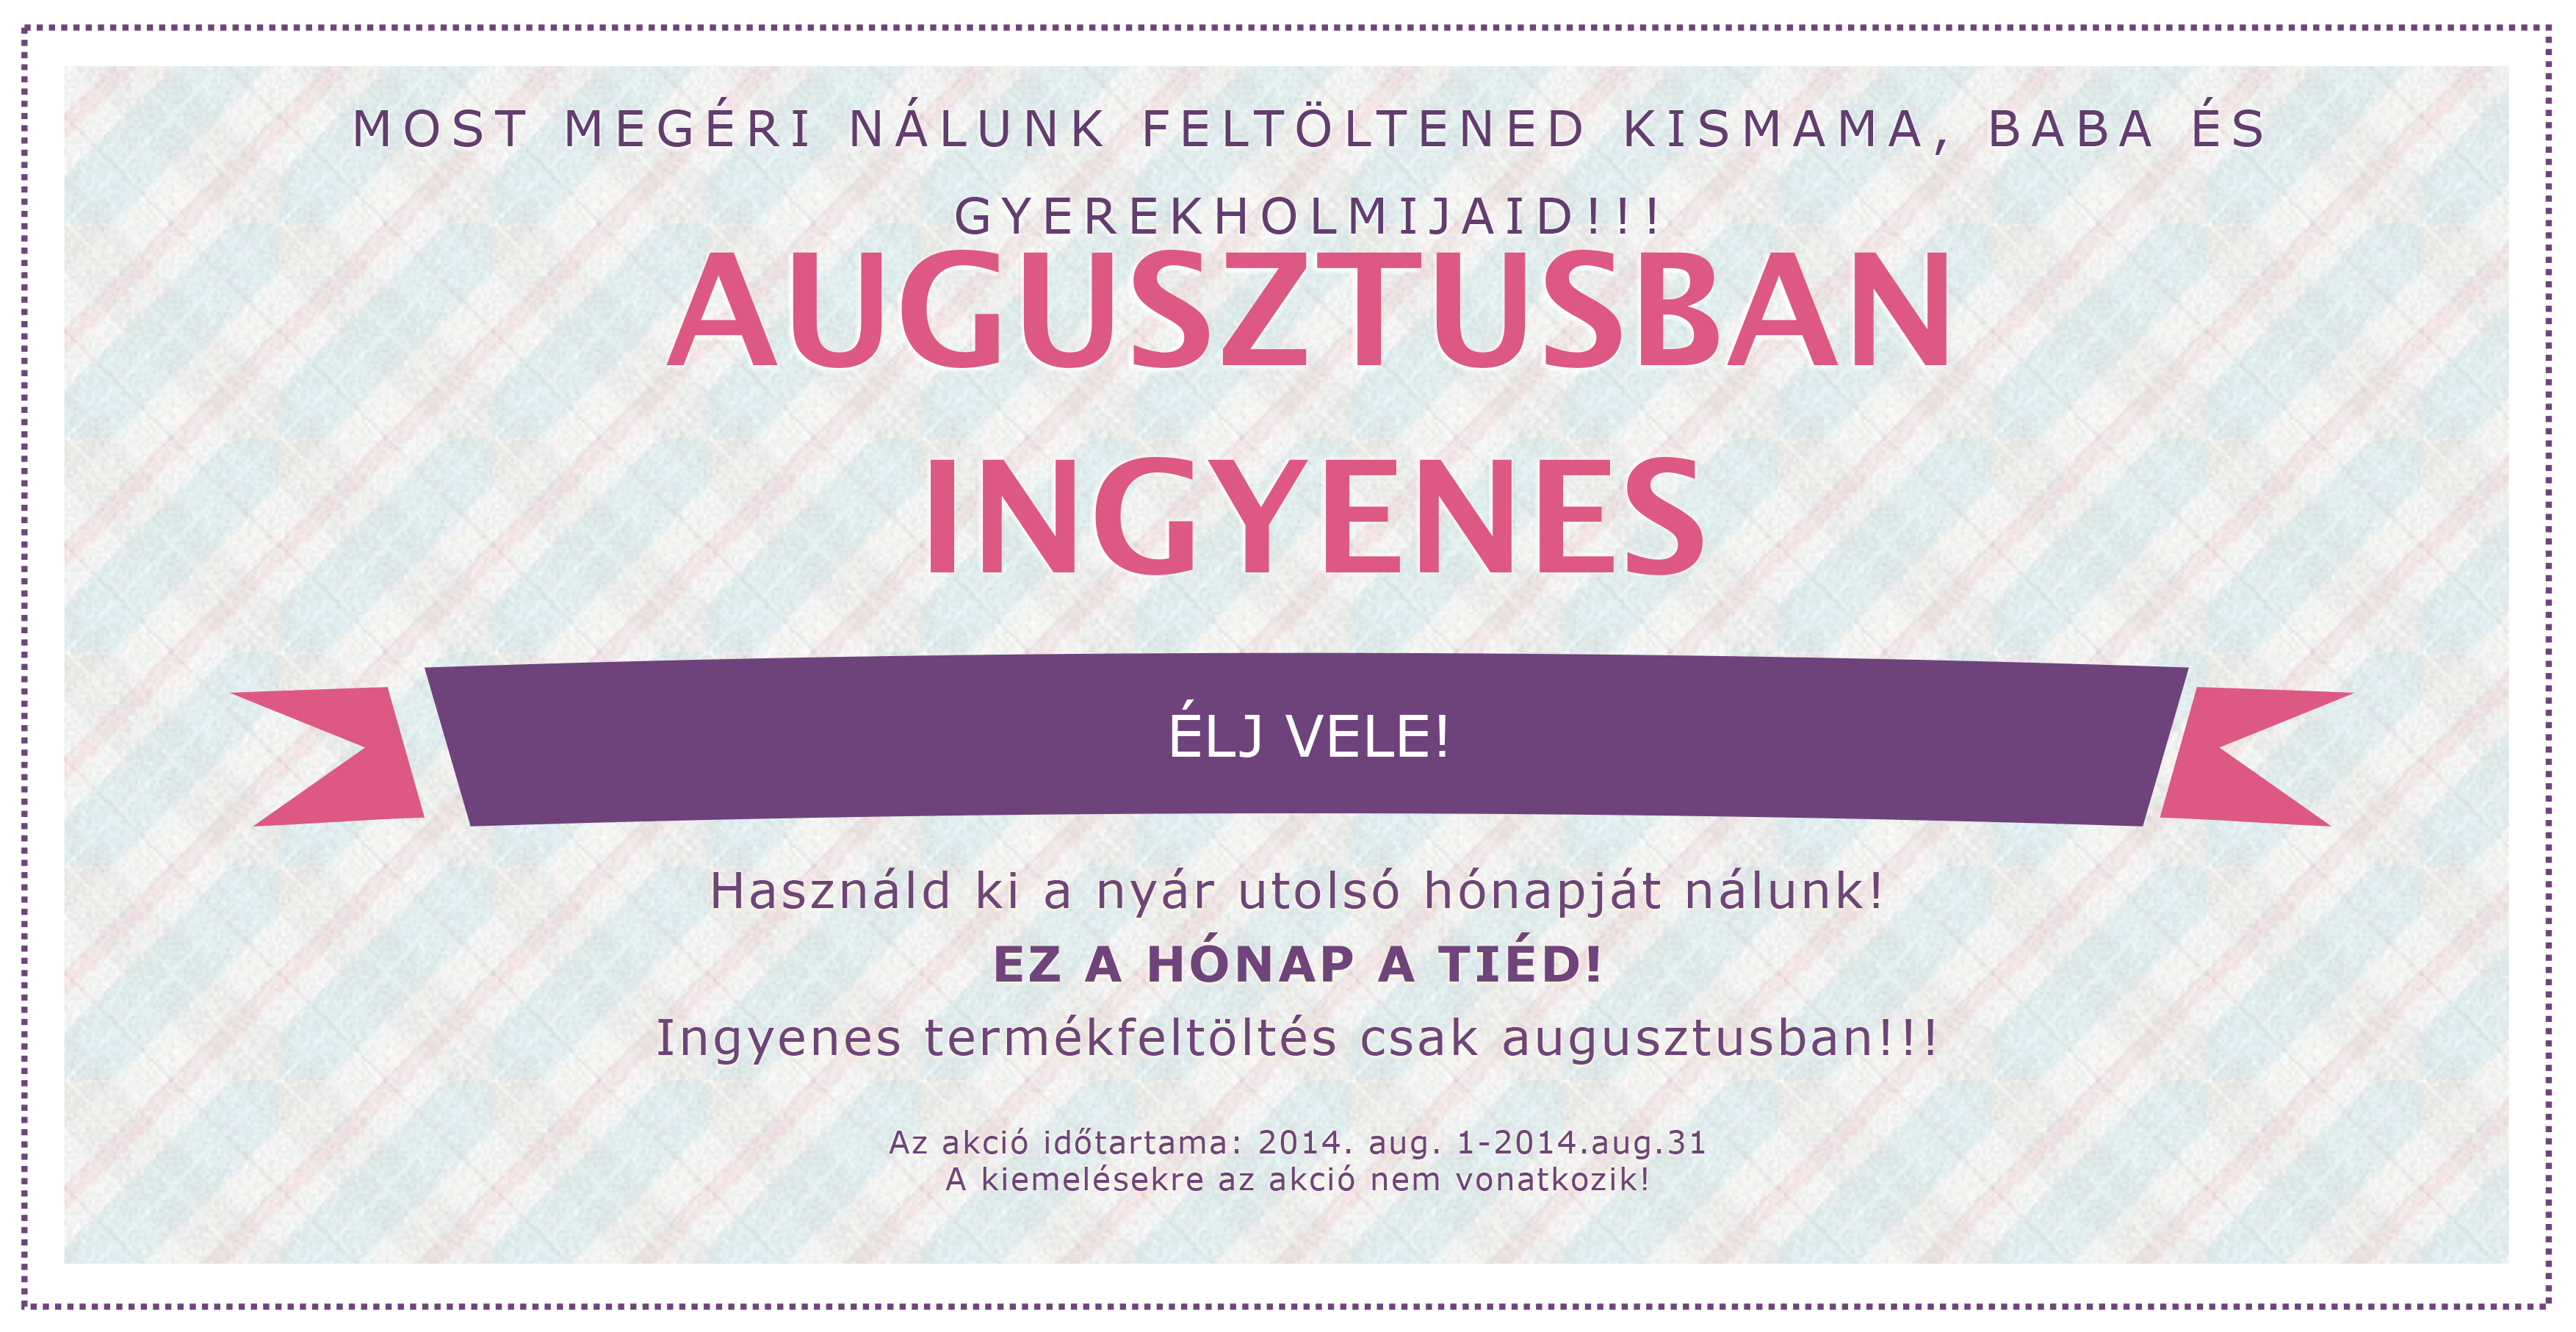 MOST MEGÉRI NÁLUNK FELTÖLTENED KISMAMA, BABA ÉS
GYEREKHOLMIJAID!!!
AUGUSZTUSBAN
INGYENES
ÉLJ VELE!
Használd ki a nyár utolsó hónapját nálunk!
EZ A HÓNAP A TIÉD!
Ingyenes termékfeltöltés csak augusztusban!!!
Az akció időtartama: 2014. aug. 1-2014.aug.31
A kiemelésekre az akció nem vonatkozik!